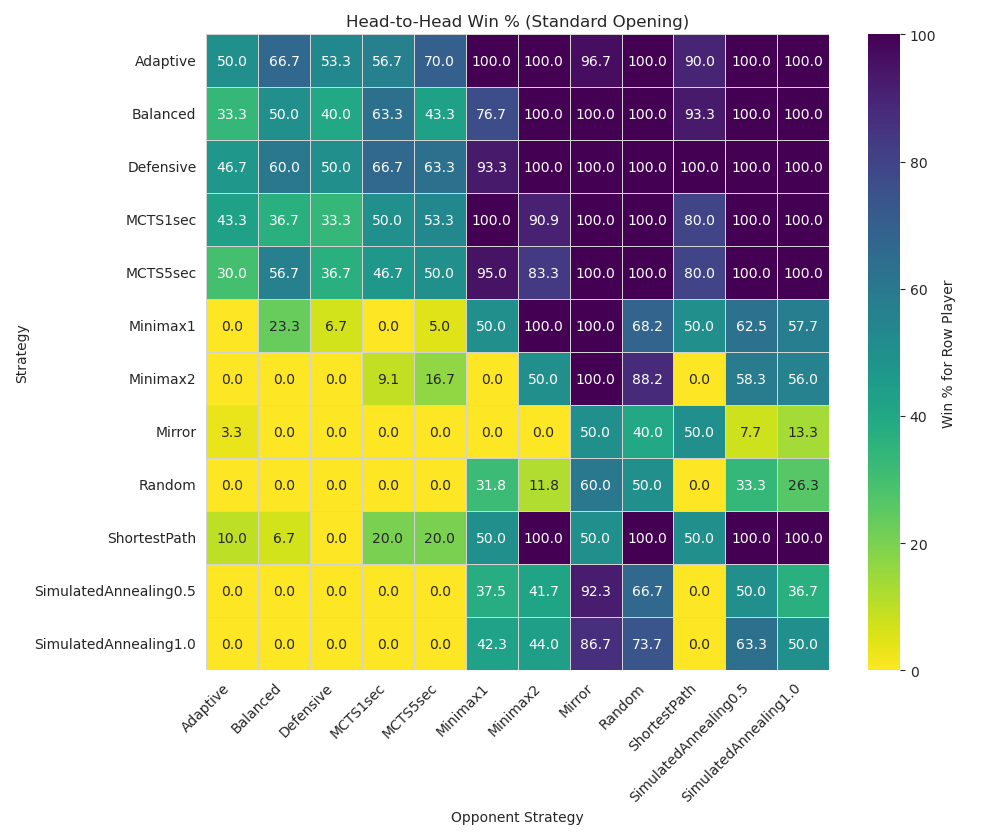 Head-to-Head Win % (Standard Opening)
Strategy
Adaptive 50.0 66.7 53.3 56.7 70.0 100.0 100.0 96.7 100.0 90.0 100.0 100.0
Balanced 33.3 50.0 40.0 63.3 43.3 76.7 100.0 100.0 100.0 93.3 100.0 100.0
Defensive 46.7 60.0 50.0 66.7 63.3 93.3 100.0 100.0 100.0 100.0 100.0 100.0
MCTS1sec 43.3 36.7 33.3 50.0 53.3 100.0 90.9 100.0 100.0 80.0 100.0 100.0
MCTS5sec 30.0 56.7 36.7 46.7 50.0 95.0 83.3 100.0 100.0 80.0 100.0 100.0
Minimax1 0.0 23.3 6.7 0.0 5.0 50.0 100.0 100.0 68.2 50.0 62.5 57.7
Minimax2 0.0 0.0 0.0 9.1 16.7 0.0 50.0 100.0 88.2 0.0 58.3 56.0
Mirror 3.3 0.0 0.0 0.0 0.0 0.0 0.0 50.0 40.0 50.0 7.7 13.3
Random 0.0 0.0 0.0 0.0 0.0 31.8 11.8 60.0 50.0 0.0 33.3 26.3
ShortestPath 10.0 6.7 0.0 20.0 20.0 50.0 100.0 50.0 100.0 50.0 100.0 100.0
SimulatedAnnealing0.5 0.0 0.0 0.0 0.0 0.0 37.5 41.7 92.3 66.7 0.0 50.0 36.7
SimulatedAnnealing1.0 0.0 0.0 0.0 0.0 0.0 42.3 44.0 86.7 73.7 0.0 63.3 50.0
Adaptive
Balanced
Defensive
MCTS1sec
MCTS5sec
Minimax1
Minimax2
Mirror
Random
ShortestPath
SimulatedAnnealing0.5
SimulatedAnnealing1.0
Opponent Strategy
100
80
60
40
20
0
Win % for Row Player